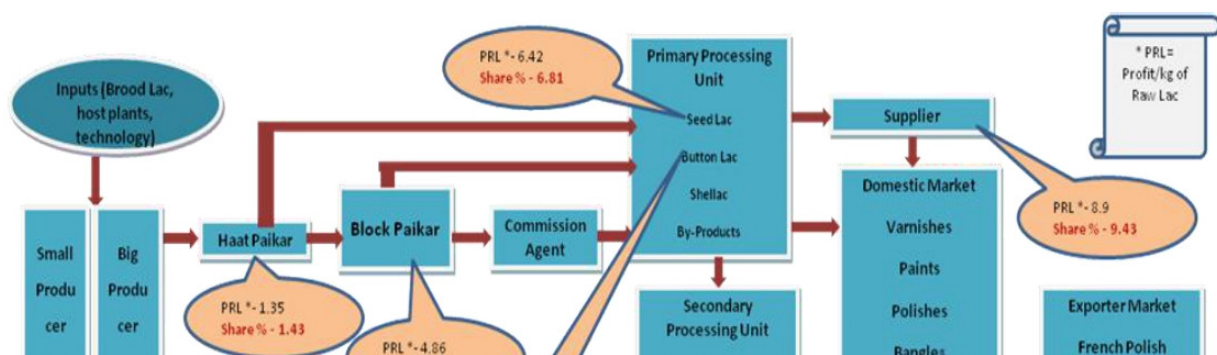 PRL *- 6.42
Share % - 6.81
Primary Processing
Unit
Seed Lac
Button Lac
Shellac
By-Products
* PRL=
Profit/kg of
Raw Lac
Inputs (Brood Lac,
host plants,
technology)
Supplier
Domestic Market
Varnishes
Paints
Polishes
Bangles
PRL *- 8.9
Share % - 9.43
Small
Produ
cer
Big
Produ
cer
Haat Paikar
Block Paikar
Commission
Agent
PRL *- 1.35
Share % - 1.43
PRL *- 4.86
Secondary
Processing Unit
Exporter Market
French Polish